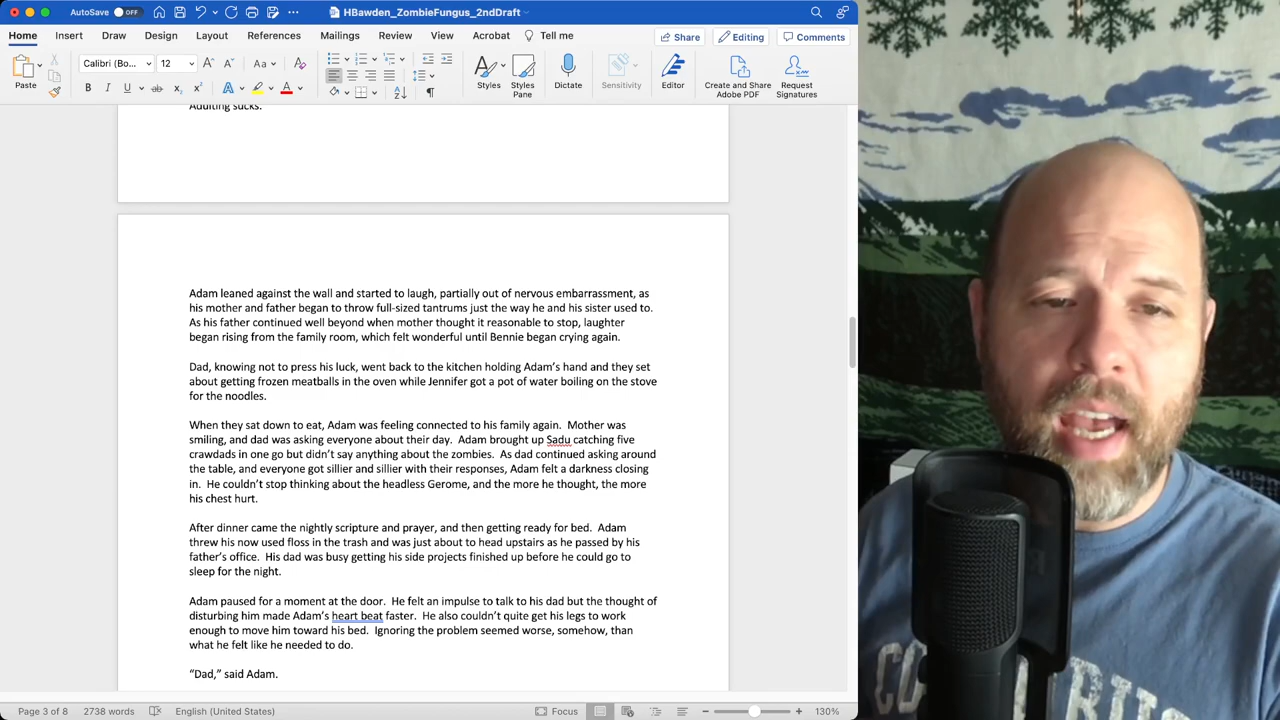 AutoSave OFF
HBawden_ZombieFungus_2ndDraft
Home Insert Draw Design Layout References Mailings Review View Acrobat Tell me
Share Editing Comments
Paste
Calibri (Bo... 12
Styles
Styles Pane
Dictate
Sensitivity
Editor
Create and Share Adobe PDF
Request Signatures
Adulting sucks.
Adam leaned against the wall and started to laugh, partially out of nervous embarrassment, as
his mother and father began to throw full-sized tantrums just the way he and his sister used to.
As his father continued well beyond when mother thought it reasonable to stop, laughter
began rising from the family room, which felt wonderful until Bennie began crying again.
Dad, knowing not to press his luck, went back to the kitchen holding Adam's hand and they set
about getting frozen meatballs in the oven while Jennifer got a pot of water boiling on the stove
for the noodles.
When they sat down to eat, Adam was feeling connected to his family again. Mother was
smiling, and dad was asking everyone about their day. Adam brought up Sadu catching five
crawdads in one go but didn't say anything about the zombies. As dad continued asking around
the table, and everyone got sillier and sillier with their responses, Adam felt a darkness closing
in. He couldn't stop thinking about the headless Gerome, and the more he thought, the more
his chest hurt.
After dinner came the nightly scripture and prayer, and then getting ready for bed. Adam
threw his now used floss in the trash and was just about to head upstairs as he passed by his
father's office. His dad was busy getting his side projects finished up before he could go to
sleep for the night.
Adam paused for a moment at the door. He felt an impulse to talk to his dad but the thought of
disturbing him made Adam's heart beat faster. He also couldn't quite get his legs to work
enough to move him toward his bed. Ignoring the problem seemed worse, somehow, than
what he felt like he needed to do.
"Dad," said Adam.
Page 3 of 8 2738 words English (United States) Focus 130%